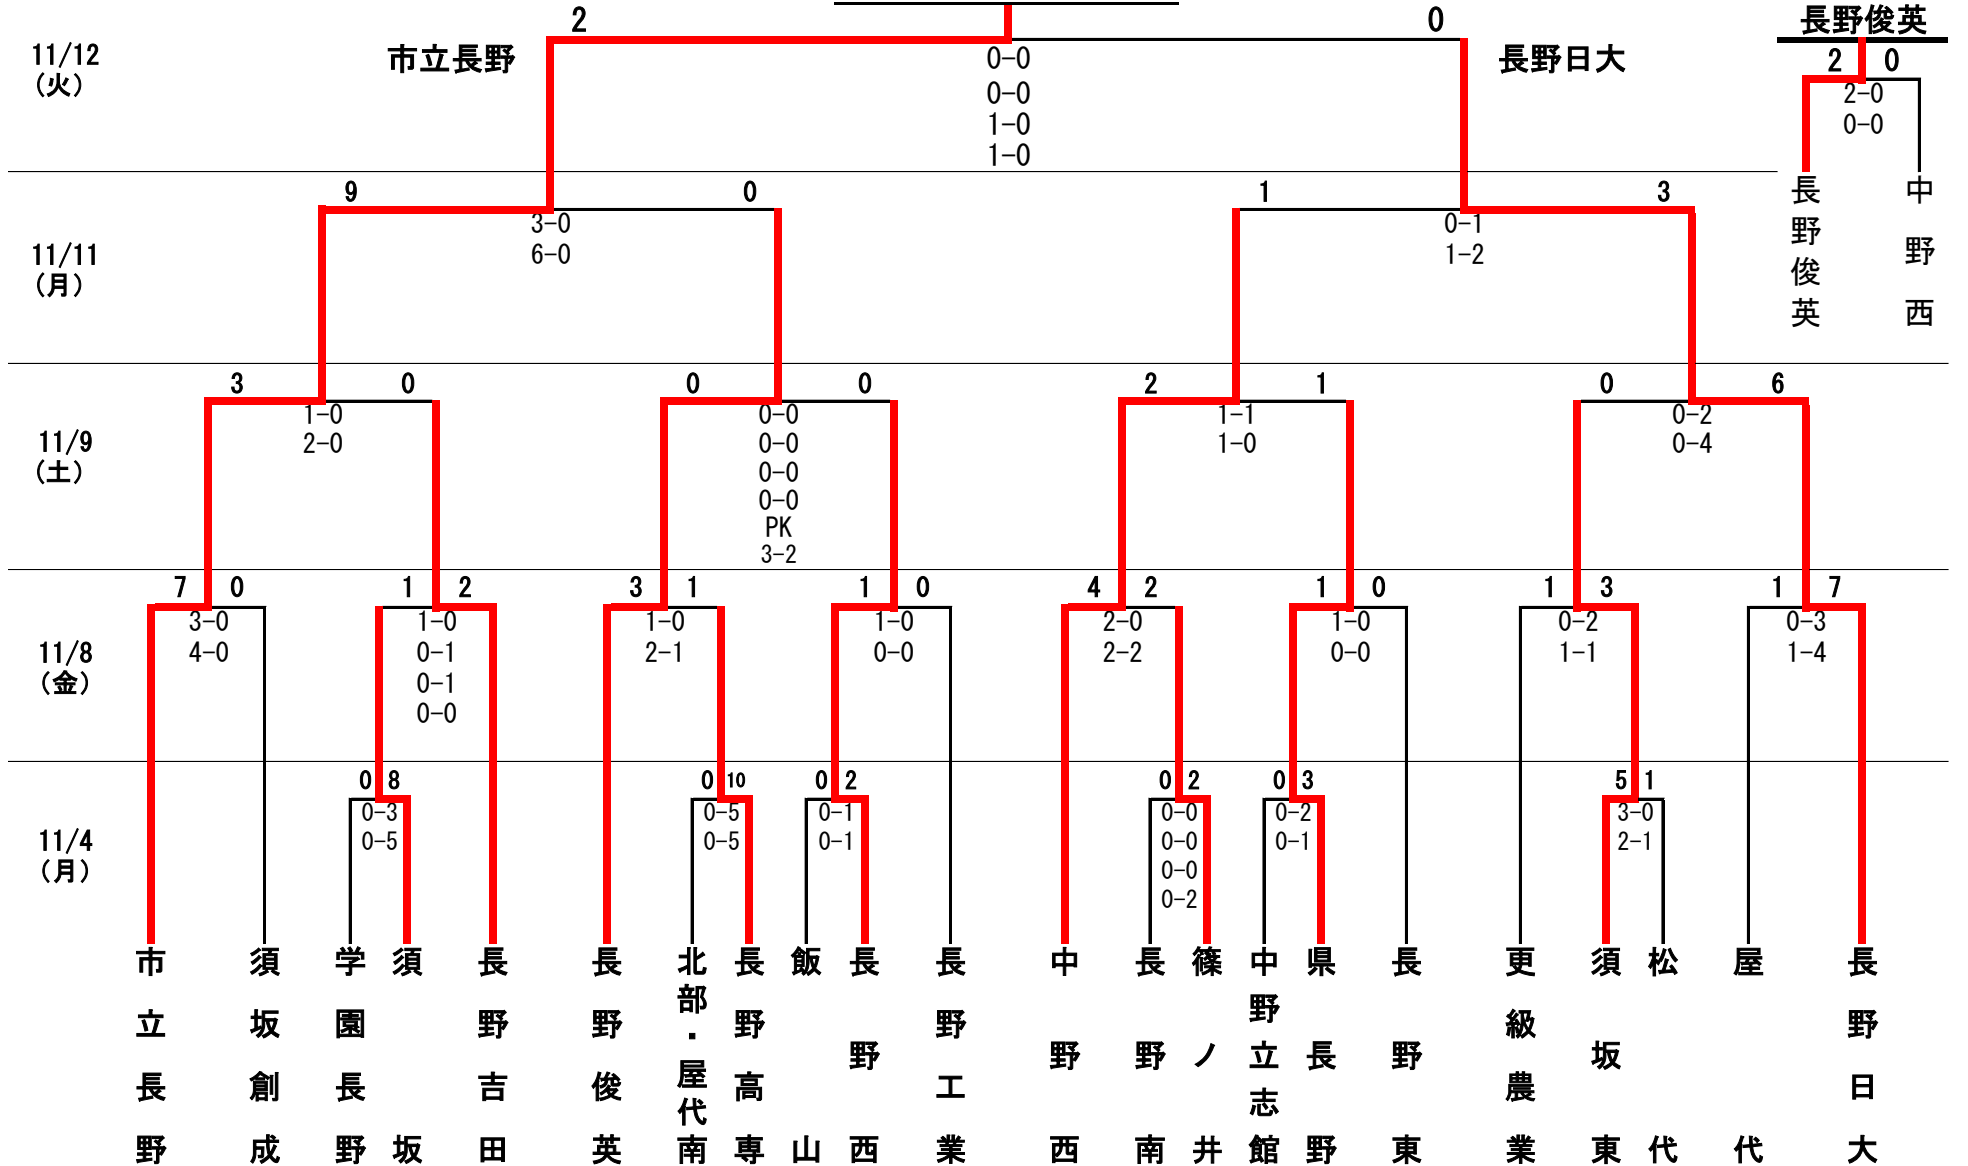 2 0 長野俊英
11/12
(火)
市立長野
長野日大
0-0
0-0
1-0
1-0
2 0
2-0
0-0
長野俊英
中野西
11/11
(月)
9 0
3-0
6-0
1 3
0-1
1-2
11/9
(土)
3 0
1-0
2-0
0 0
0-0
0-0
0-0
0-0
PK
3-2
2 1
1-1
1-0
0 6
0-2
0-4
11/8
(金)
7 0
3-0
4-0
1 2
1-0
0-1
0-1
0-0
3 1
1-0
2-1
1 0
1-0
0-0
4 2
2-0
2-2
1 0
1-0
0-0
1 3
0-2
1-1
1 7
0-3
1-4
11/4
(月)
0 8
0-3
0-5
0 10
0-5
0-5
0 2
0-1
0-1
0 2
0-0
0-0
0-0
0-2
0 3
0-2
0-1
5 1
3-0
2-1
市立長野
須坂創成
学園長野
須坂
長野吉田
長野俊英
北部・屋代南
長野高専
飯山
長野西
長野工業
中野西
長野南
篠ノ井
中野立志館
県長野
長野東
更級農業
須坂東
松代
屋代
長野日大